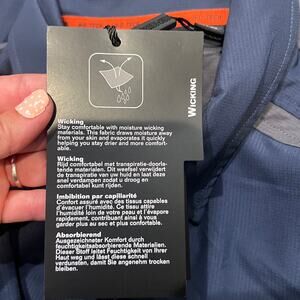 Wicking
Stay comfortable with moisture wicking
materials. This fabric draws moisture away
from your skin and evaporates it quickly
helping you stay drier and more comfort-
able.
Wicking
Rijd comfortabel met transpiratie-doorla-
tende materialen. Dit weefsel verwijdert
de transpiratie van uw huid en laat deze
snel verdampen zodat u droog en
comfortabel kunt rijden.
Imbibition par capillarité
Confort assuré avec ces tissus capables
d'évacuer l'humidité. Ce tissu attire
l'humidité loin de votre peau et l'évapore
rapidement, contribuant ainsi à vous
garder plus au sec et plus confortable.
Absorbierend
Ausgezeichneter Komfort durch
feuchtigkeitsabsorbierende Materialien.
Dieser Stoff leitet Feuchtigkeit von Ihrer
Haut weg und lässt diese schnell
verdunsten, damit Sie angenehm trocken
bleiben.
WICKING